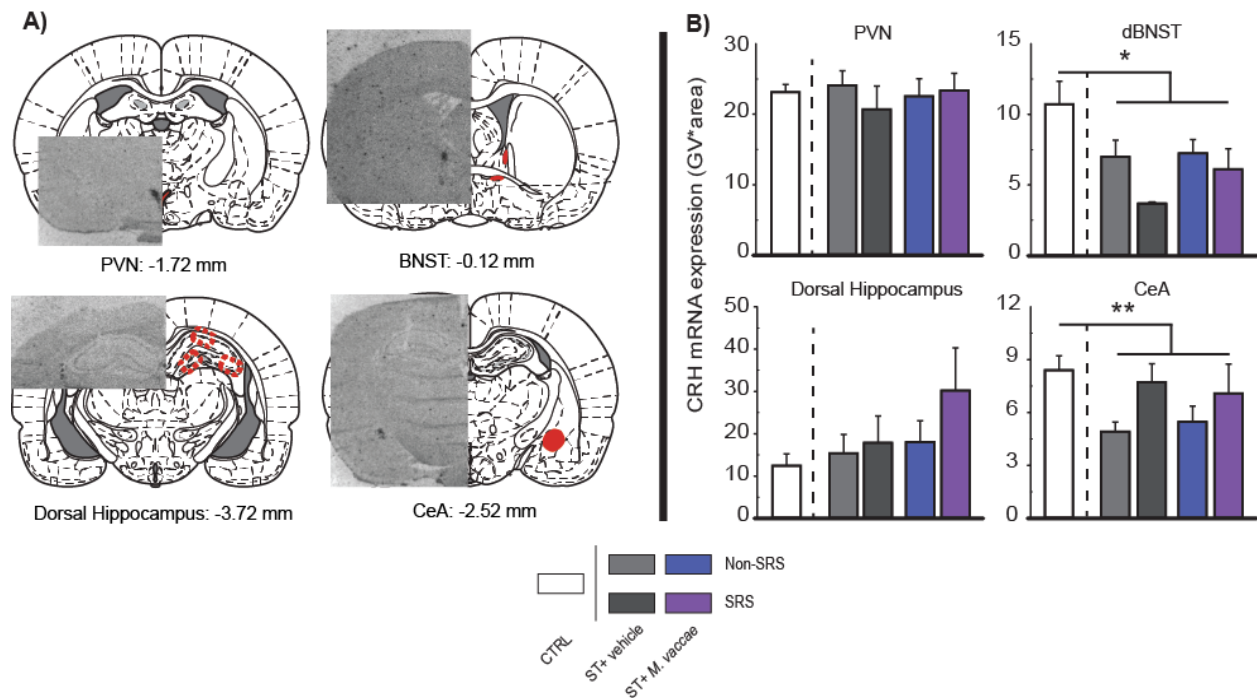 A)
PVN: -1.72 mm
BNST: -0.12 mm
Dorsal Hippocampus: -3.72 mm
CeA: -2.52 mm
B)
CRH mRNA expression (GV*area)
PVN
30
20
10
0
dBNST
15
10
5
0
*
Dorsal Hippocampus
50
40
30
20
10
0
CeA
12
9
6
3
0
**
Non-SRS
SRS
CTRL
ST+ vehicle
ST+ M. vaccae